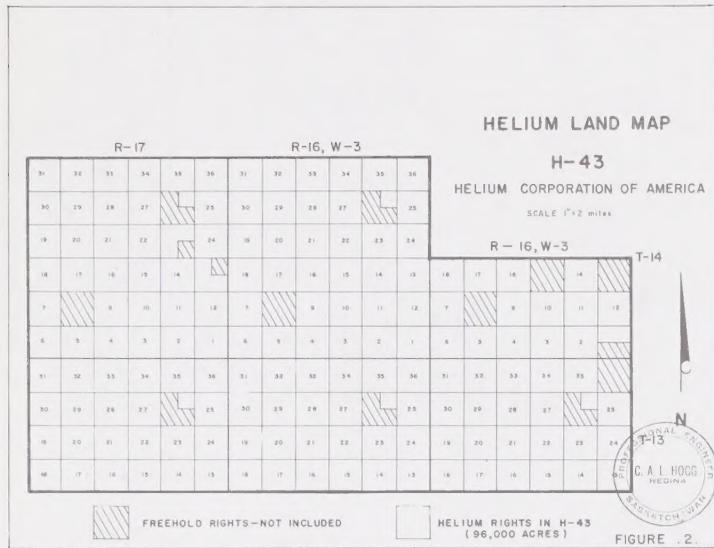 HELIUM LAND MAP
H-43
HELIUM CORPORATION OF AMERICA
SCALE 1"=2 miles
R-17 R-16, W-3
31 32 33 34 35 36 31 32 33 34 35 36
30 29 28 27 25 30 29 28 27 25
19 20 21 22 24 19 20 21 22 23 24
R-16, W-3
T-14
18 17 16 15 14 18 17 16 15 14 13 18 17 16 14
7 9 10 11 12 7 9 10 11 12 7 9 10 11 12
6 5 4 3 2 1 6 5 4 3 2 1 6 5 4 3 2
31 32 33 34 35 36 31 32 33 34 35 36 31 32 33 34 35
30 29 28 27 25 30 29 28 27 25 30 29 28 27 25
N
19 20 21 22 23 24 19 20 21 22 23 24 19 20 21 22 23 24
T-13
18 17 16 15 14 13 18 17 16 15 14 13 18 17 16 15 14
PROFESSIONAL ENGINEER
C. A. L. HOGG
REGINA
SASKATCHEWAN
FREEHOLD RIGHTS-NOT INCLUDED
HELIUM RIGHTS IN H-43
(96,000 ACRES)
FIGURE .2.